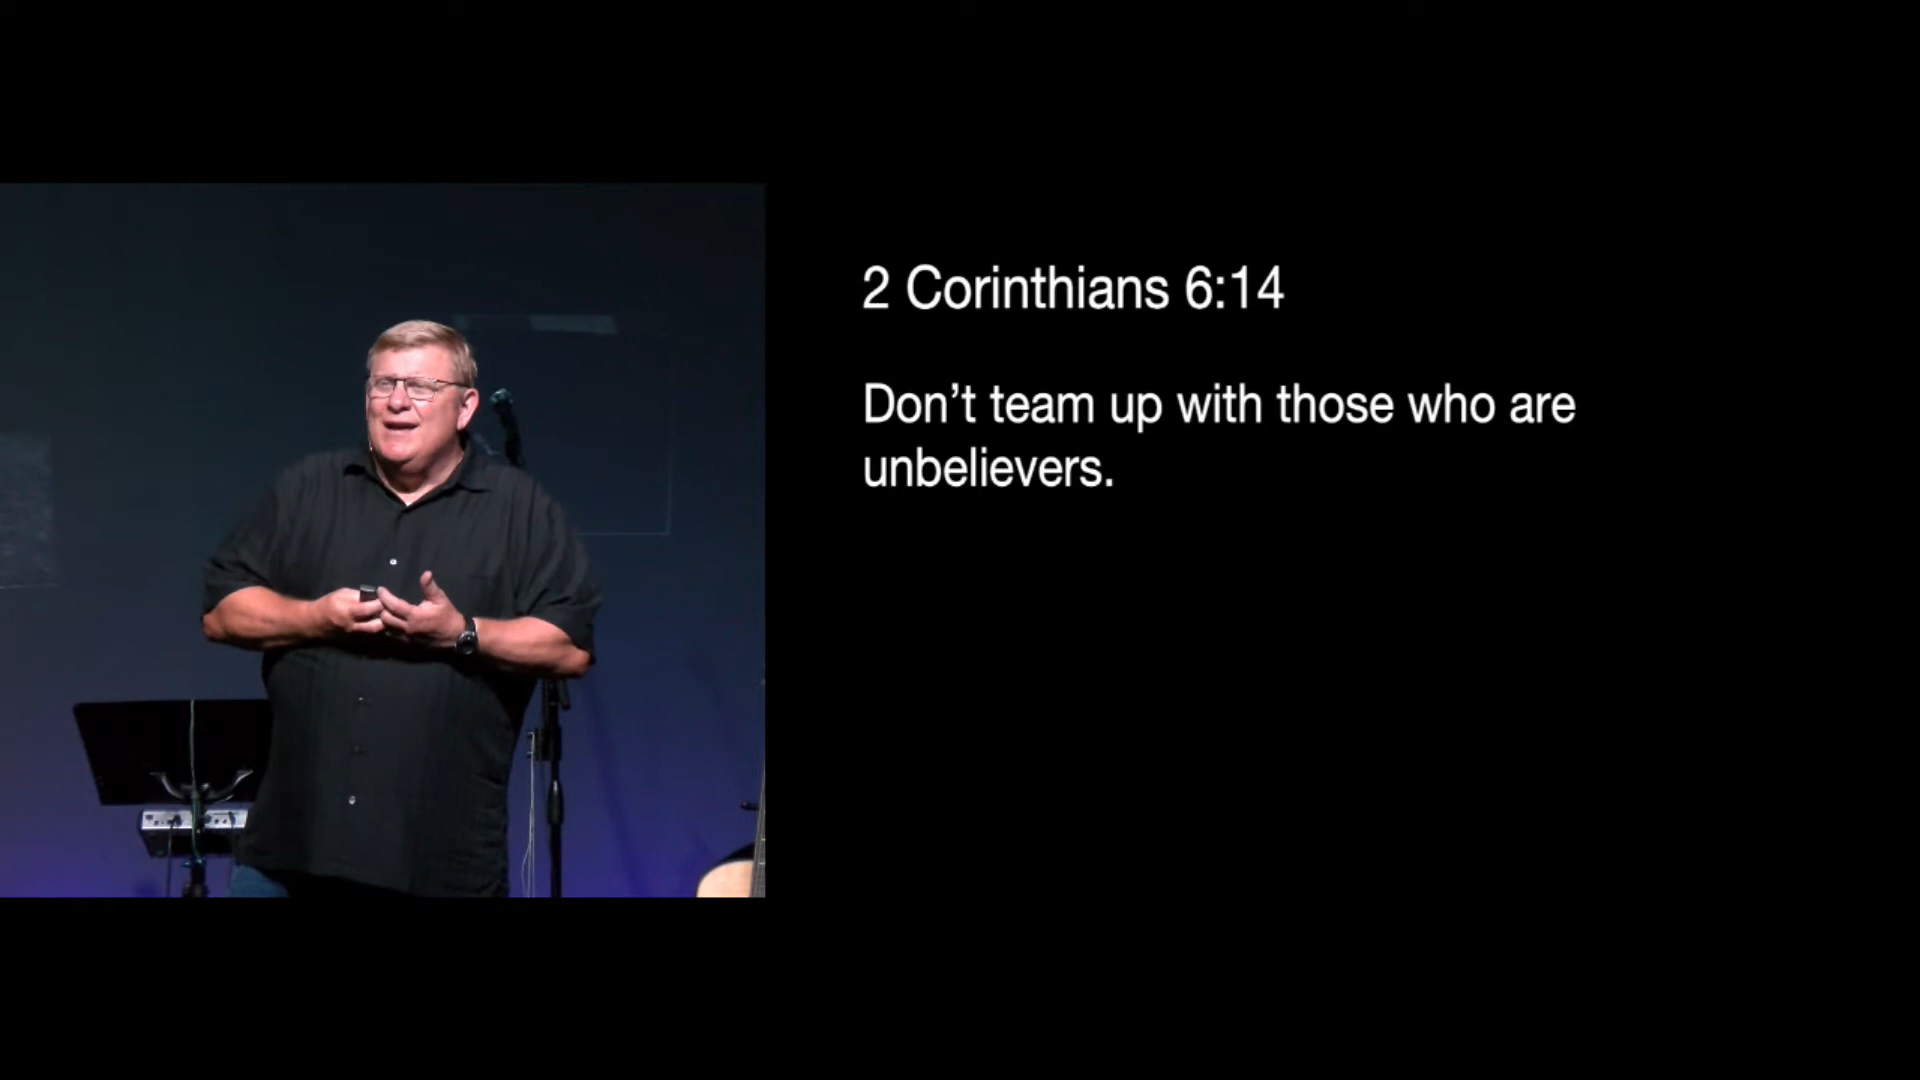 2 Corinthians 6:14
Don’t team up with those who are
unbelievers.